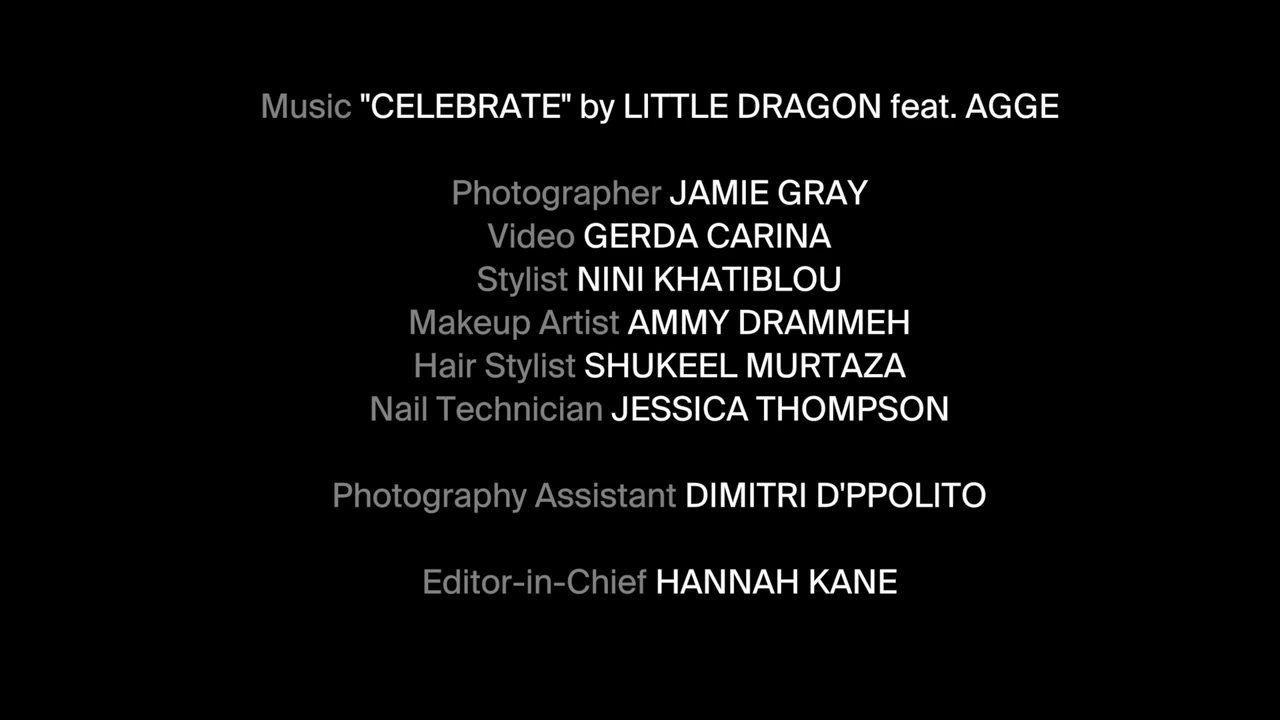 Music "CELEBRATE" by LITTLE DRAGON feat. AGGE
Photographer JAMIE GRAY
Video GERDA CARINA
Stylist NINI KHATIBLOU
Makeup Artist AMMY DRAMMEH
Hair Stylist SHUKEEL MURTAZA
Nail Technician JESSICA THOMPSON
Photography Assistant DIMITRI D'PPOLITO
Editor-in-Chief HANNAH KANE